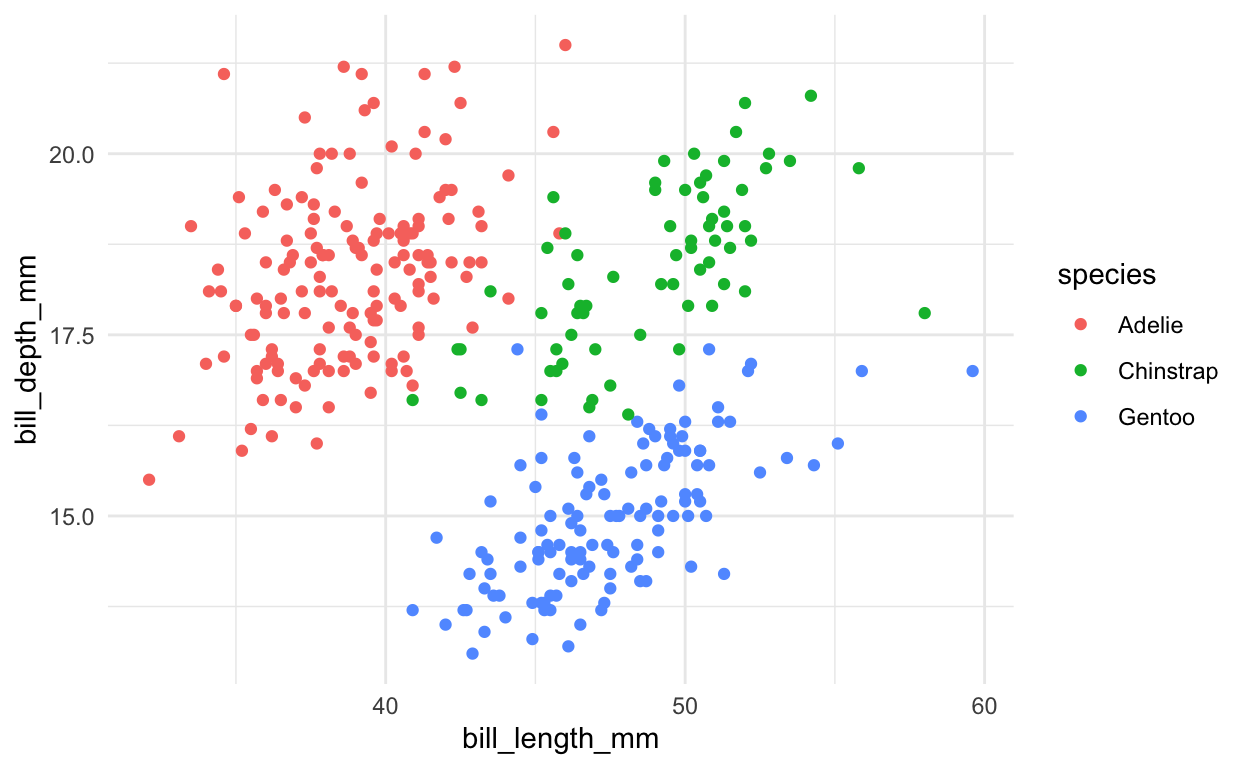 20.0
17.5
15.0
bill_depth_mm
40
50
60
bill_length_mm
species
Adelie
Chinstrap
Gentoo